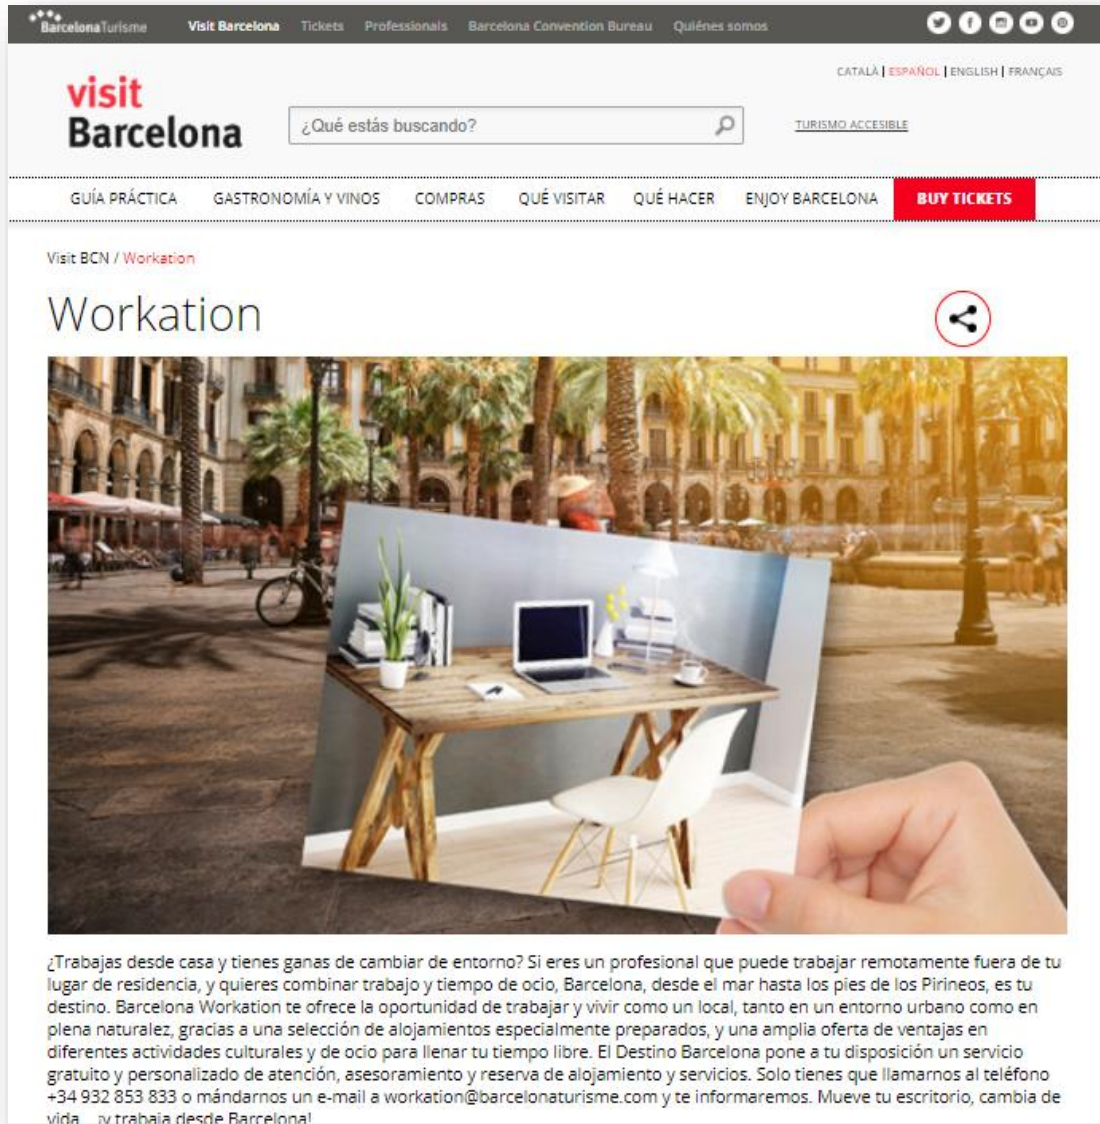 BarcelonaTurisme Visit Barcelona Tickets Professionals Barcelona Convention Bureau Quiénes somos
CATALÀ | ESPAÑOL | ENGLISH | FRANÇAIS
visit
Barcelona
¿Qué estás buscando?
TURISMO ACCESIBLE
GUÍA PRÁCTICA GASTRONOMÍA Y VINOS COMPRAS QUÉ VISITAR QUÉ HACER ENJOY BARCELONA BUY TICKETS
Visit BCN / Workation
Workation
¿Trabajas desde casa y tienes ganas de cambiar de entorno? Si eres un profesional que puede trabajar remotamente fuera de tu
lugar de residencia, y quieres combinar trabajo y tiempo de ocio, Barcelona, desde el mar hasta los pies de los Pirineos, es tu
destino. Barcelona Workation te ofrece la oportunidad de trabajar y vivir como un local, tanto en un entorno urbano como en
plena naturalez, gracias a una selección de alojamientos especialmente preparados, y una amplia oferta de ventajas en
diferentes actividades culturales y de ocio para llenar tu tiempo libre. El Destino Barcelona pone a tu disposición un servicio
gratuito y personalizado de atención, asesoramiento y reserva de alojamiento y servicios. Solo tienes que llamarnos al teléfono
+34 932 853 833 o mándarnos un e-mail a workation@barcelonaturisme.com y te informaremos. Mueve tu escritorio, cambia de
vida... ¡y trabaja desde Barcelona!